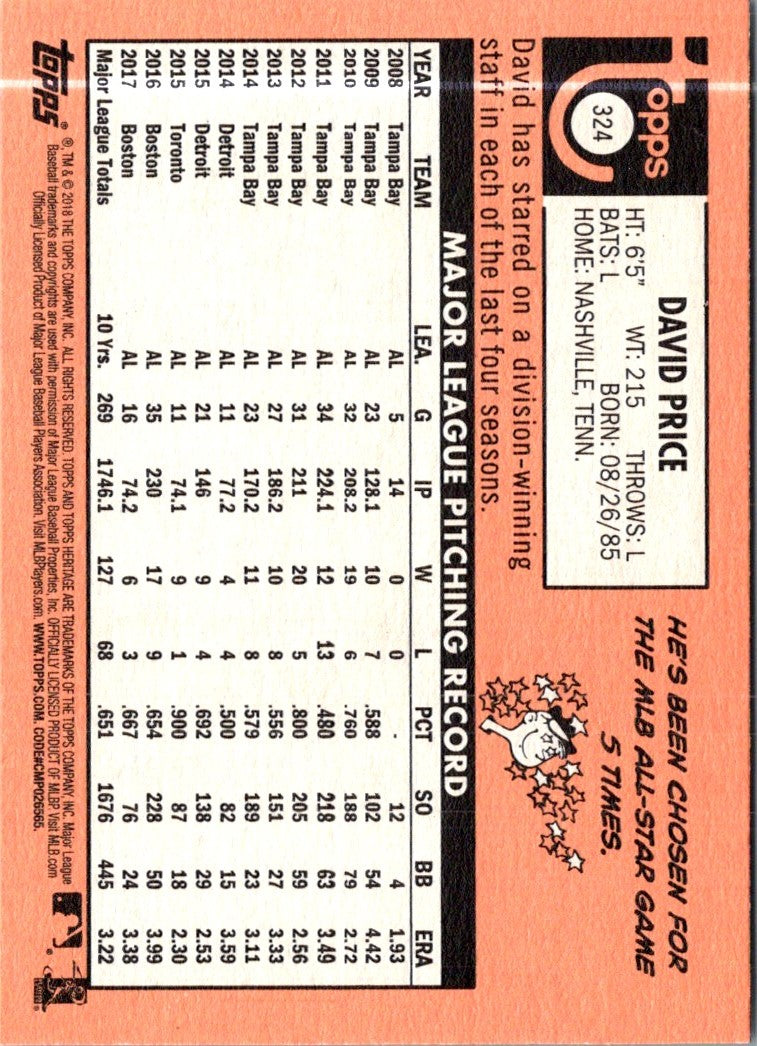 Topps
324
DAVID PRICE
HT: 6'5" WT: 215 THROWS: L
BATS: L BORN: 08/26/85
HOME: NASHVILLE, TENN.
HE'S BEEN CHOSEN FOR
THE MLB ALL-STAR GAME
5 TIMES.
David has starred on a division-winning
staff in each of the last four seasons.
MAJOR LEAGUE PITCHING RECORD
YEAR TEAM LEA. G IP W L PCT SO BB ERA
2008 Tampa Bay AL 5 14 0 0 - 12 4 1.93
2009 Tampa Bay AL 23 128.1 10 7 .588 102 54 4.42
2010 Tampa Bay AL 32 208.2 19 6 .760 188 79 2.72
2011 Tampa Bay AL 34 224.1 12 13 .480 218 63 3.49
2012 Tampa Bay AL 31 211 20 5 .800 205 59 2.56
2013 Tampa Bay AL 27 186.2 10 8 .556 151 27 3.33
2014 Tampa Bay AL 23 170.2 11 8 .579 189 23 3.11
2014 Detroit AL 11 77.2 4 4 .500 82 15 3.59
2015 Detroit AL 21 146 9 4 .692 138 29 2.53
2015 Toronto AL 11 74.1 9 1 .900 87 18 2.30
2016 Boston AL 35 230 17 9 .654 228 50 3.99
2017 Boston AL 16 74.2 6 3 .667 76 24 3.38
Major League Totals 10 Yrs. 269 1746.1 127 68 .651 1676 445 3.22
topps®
®, TM & © 2018 THE TOPPS COMPANY, INC. ALL RIGHTS RESERVED. TOPPS AND TOPPS HERITAGE ARE TRADEMARKS OF THE TOPPS COMPANY, INC. Major League
Baseball trademarks and copyrights are used with permission of Major League Baseball Properties, Inc. OFFICIALLY LICENSED PRODUCT OF MLBP Visit MLB.com
Officially Licensed Product of Major League Baseball Players Association. Visit MLBPlayers.com. WWW.TOPPS.COM. CODE#CMP026565.
PLAYERS